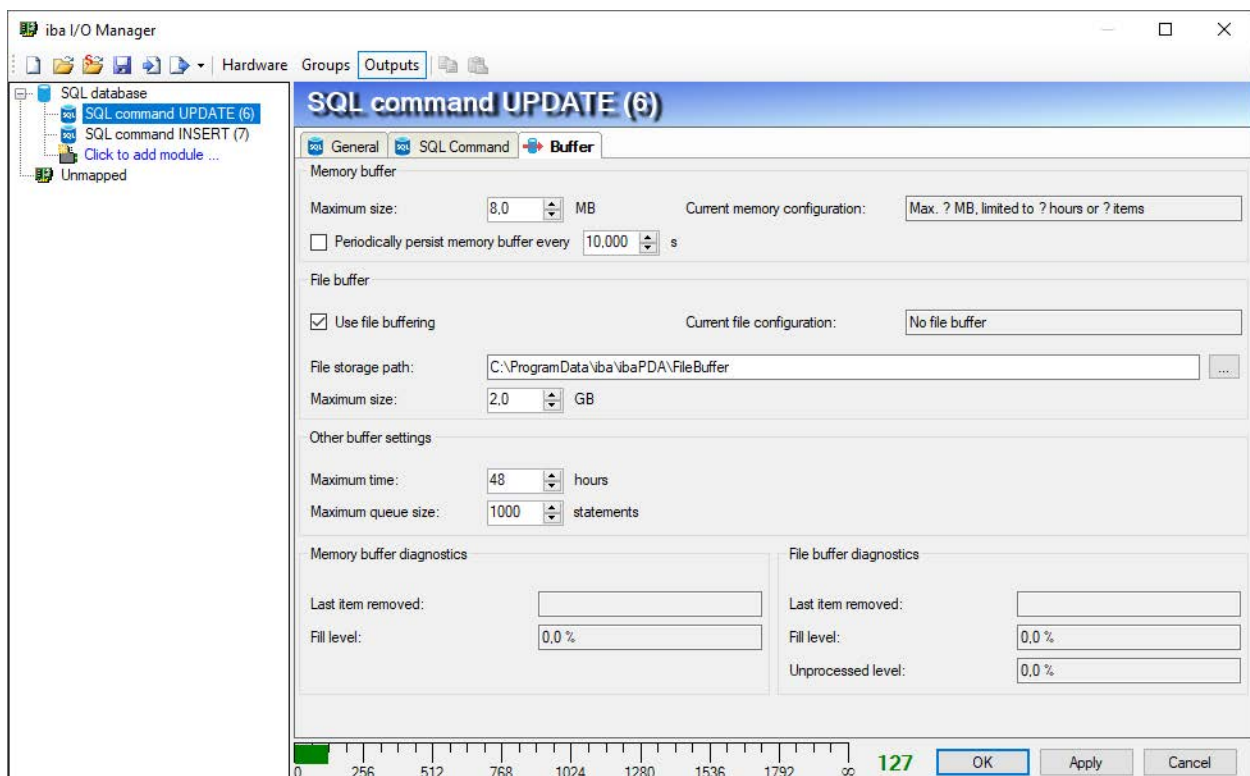 iba I/O Manager
Hardware Groups Outputs
SQL database
SQL command UPDATE (6)
SQL command INSERT (7)
Click to add module ...
Unmapped
SQL command UPDATE (6)
General SQL Command Buffer
Memory buffer
Maximum size: 8,0 MB Current memory configuration: Max. ? MB, limited to ? hours or ? items
Periodically persist memory buffer every 10,000 s
File buffer
Use file buffering Current file configuration: No file buffer
File storage path: C:\ProgramData\iba\ibaPDA\FileBuffer ...
Maximum size: 2,0 GB
Other buffer settings
Maximum time: 48 hours
Maximum queue size: 1000 statements
Memory buffer diagnostics File buffer diagnostics
Last item removed: Last item removed:
Fill level: 0,0 % Fill level: 0,0 %
Unprocessed level: 0,0 %
0 256 512 768 1024 1280 1536 1792 ∞ 127 OK Apply Cancel